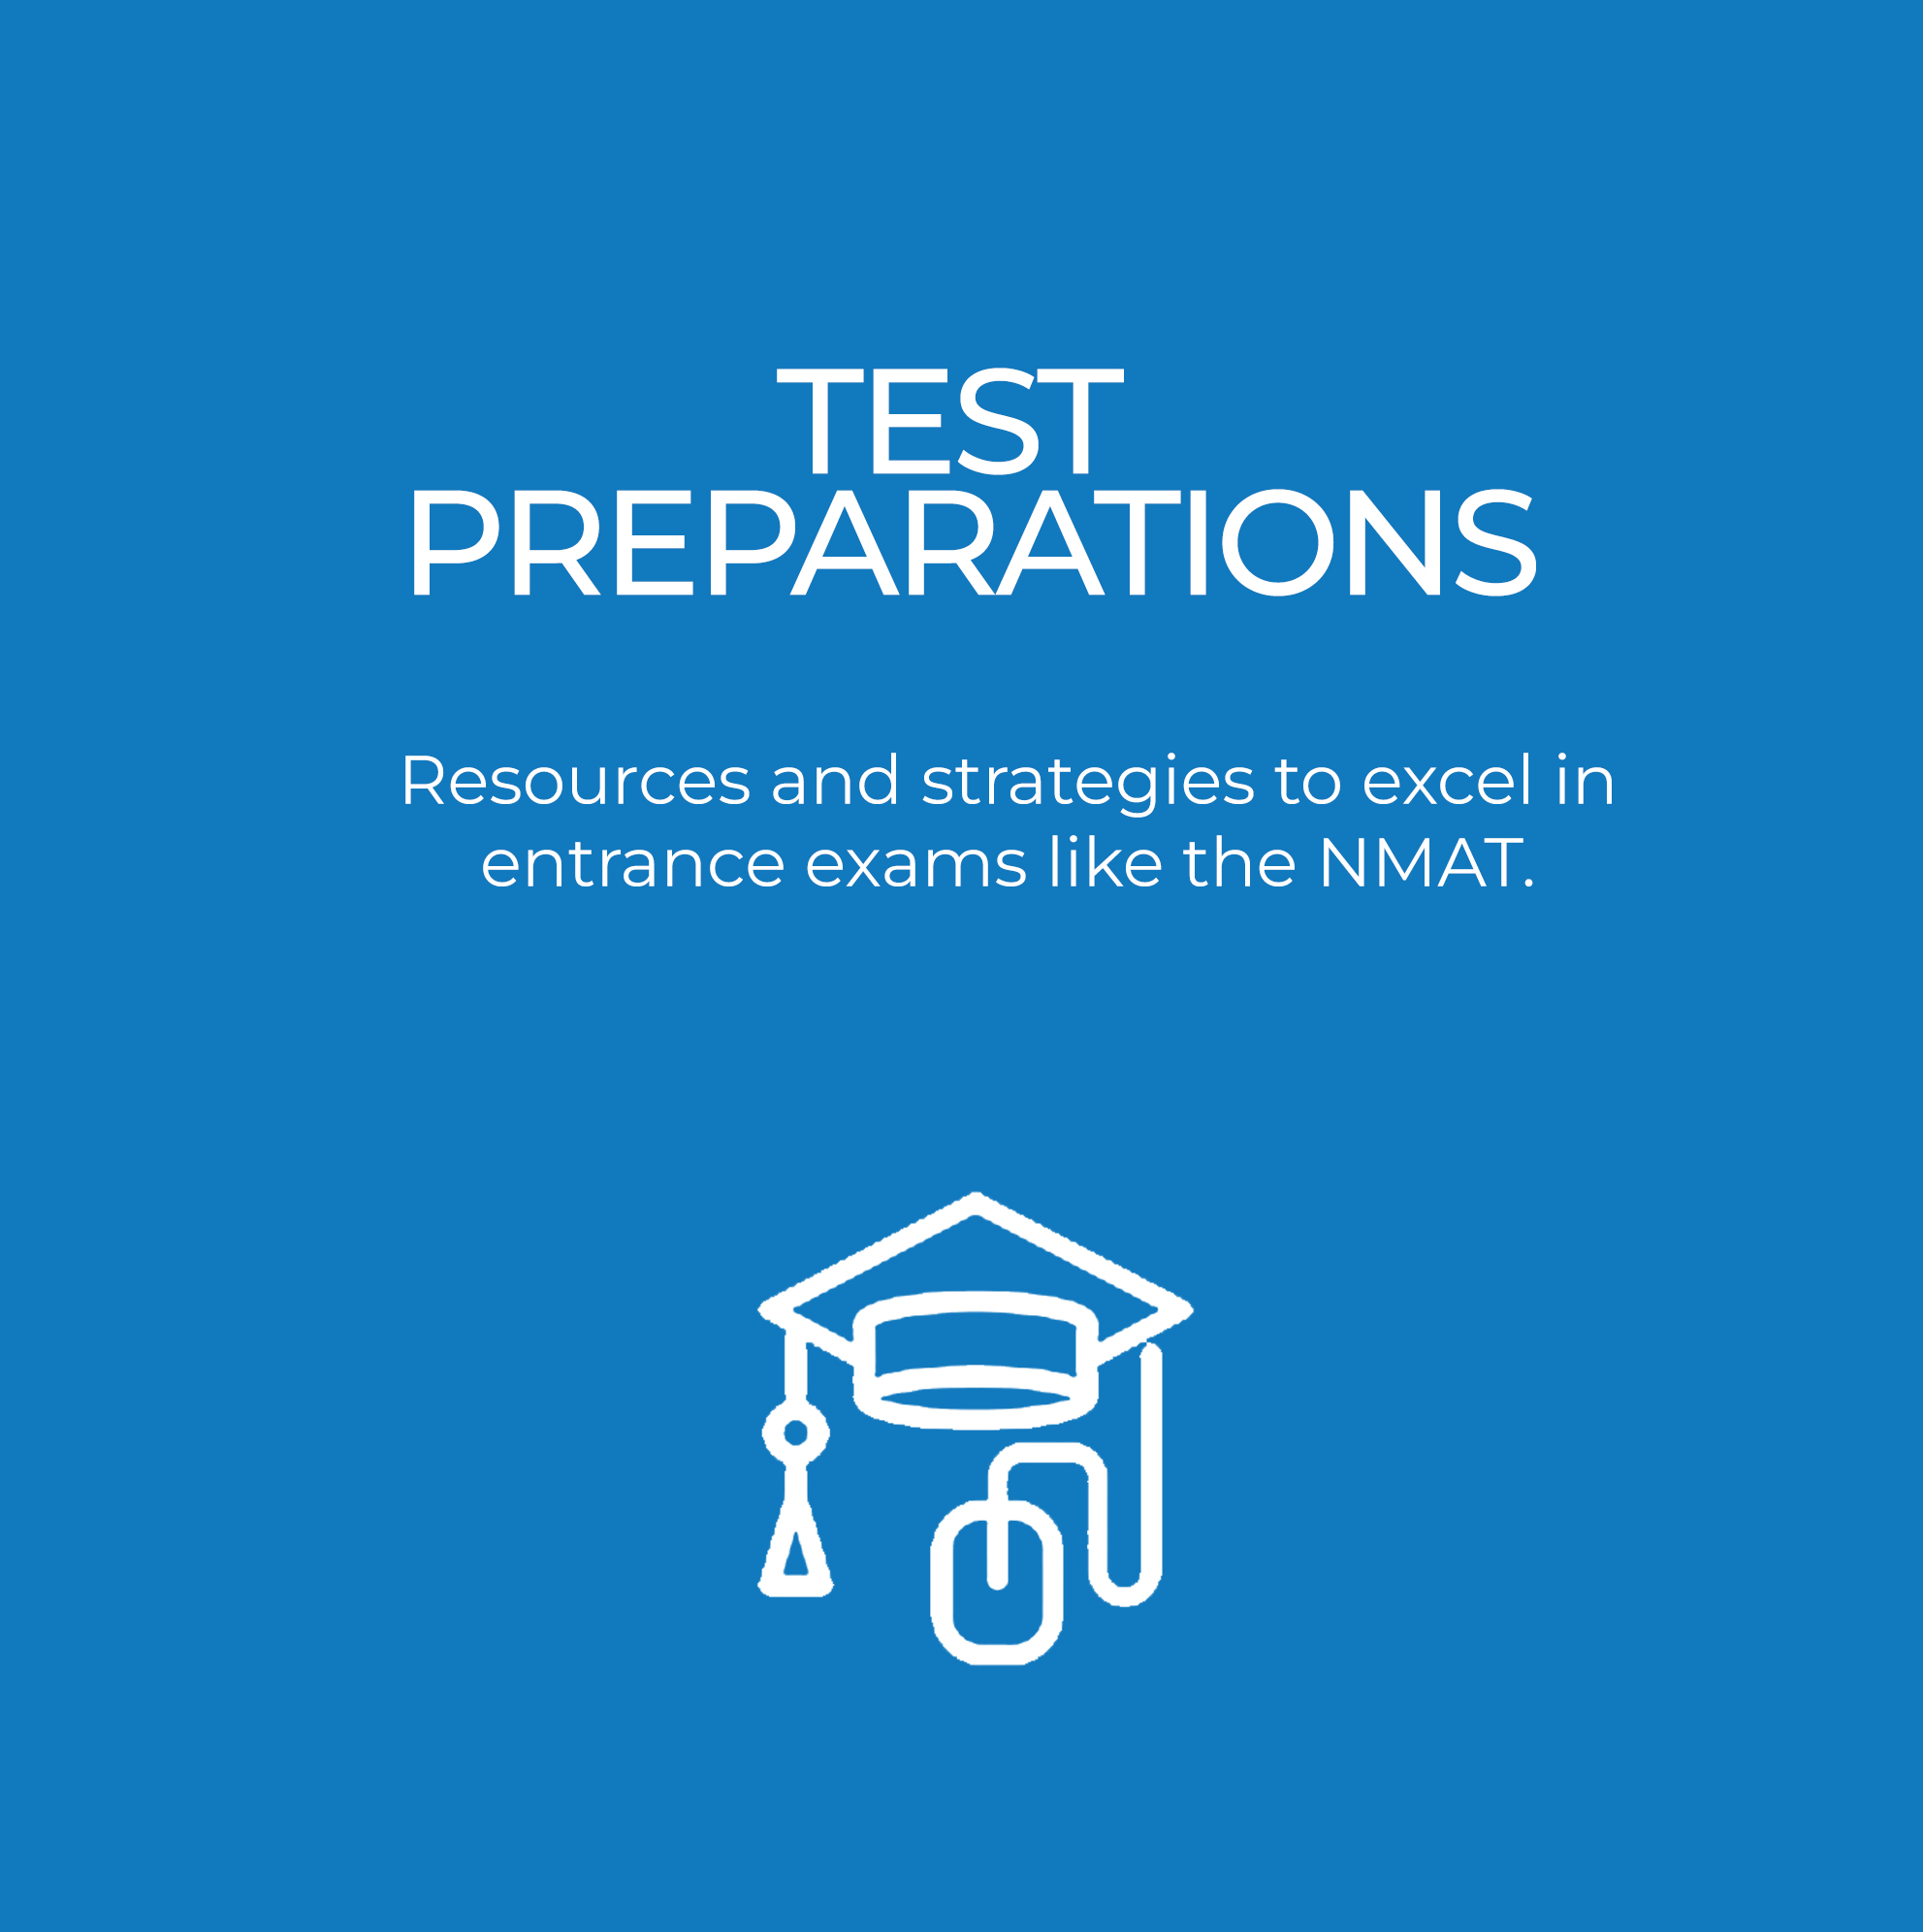 TEST
PREPARATIONS
Resources and strategies to excel in
entrance exams like the NMAT.